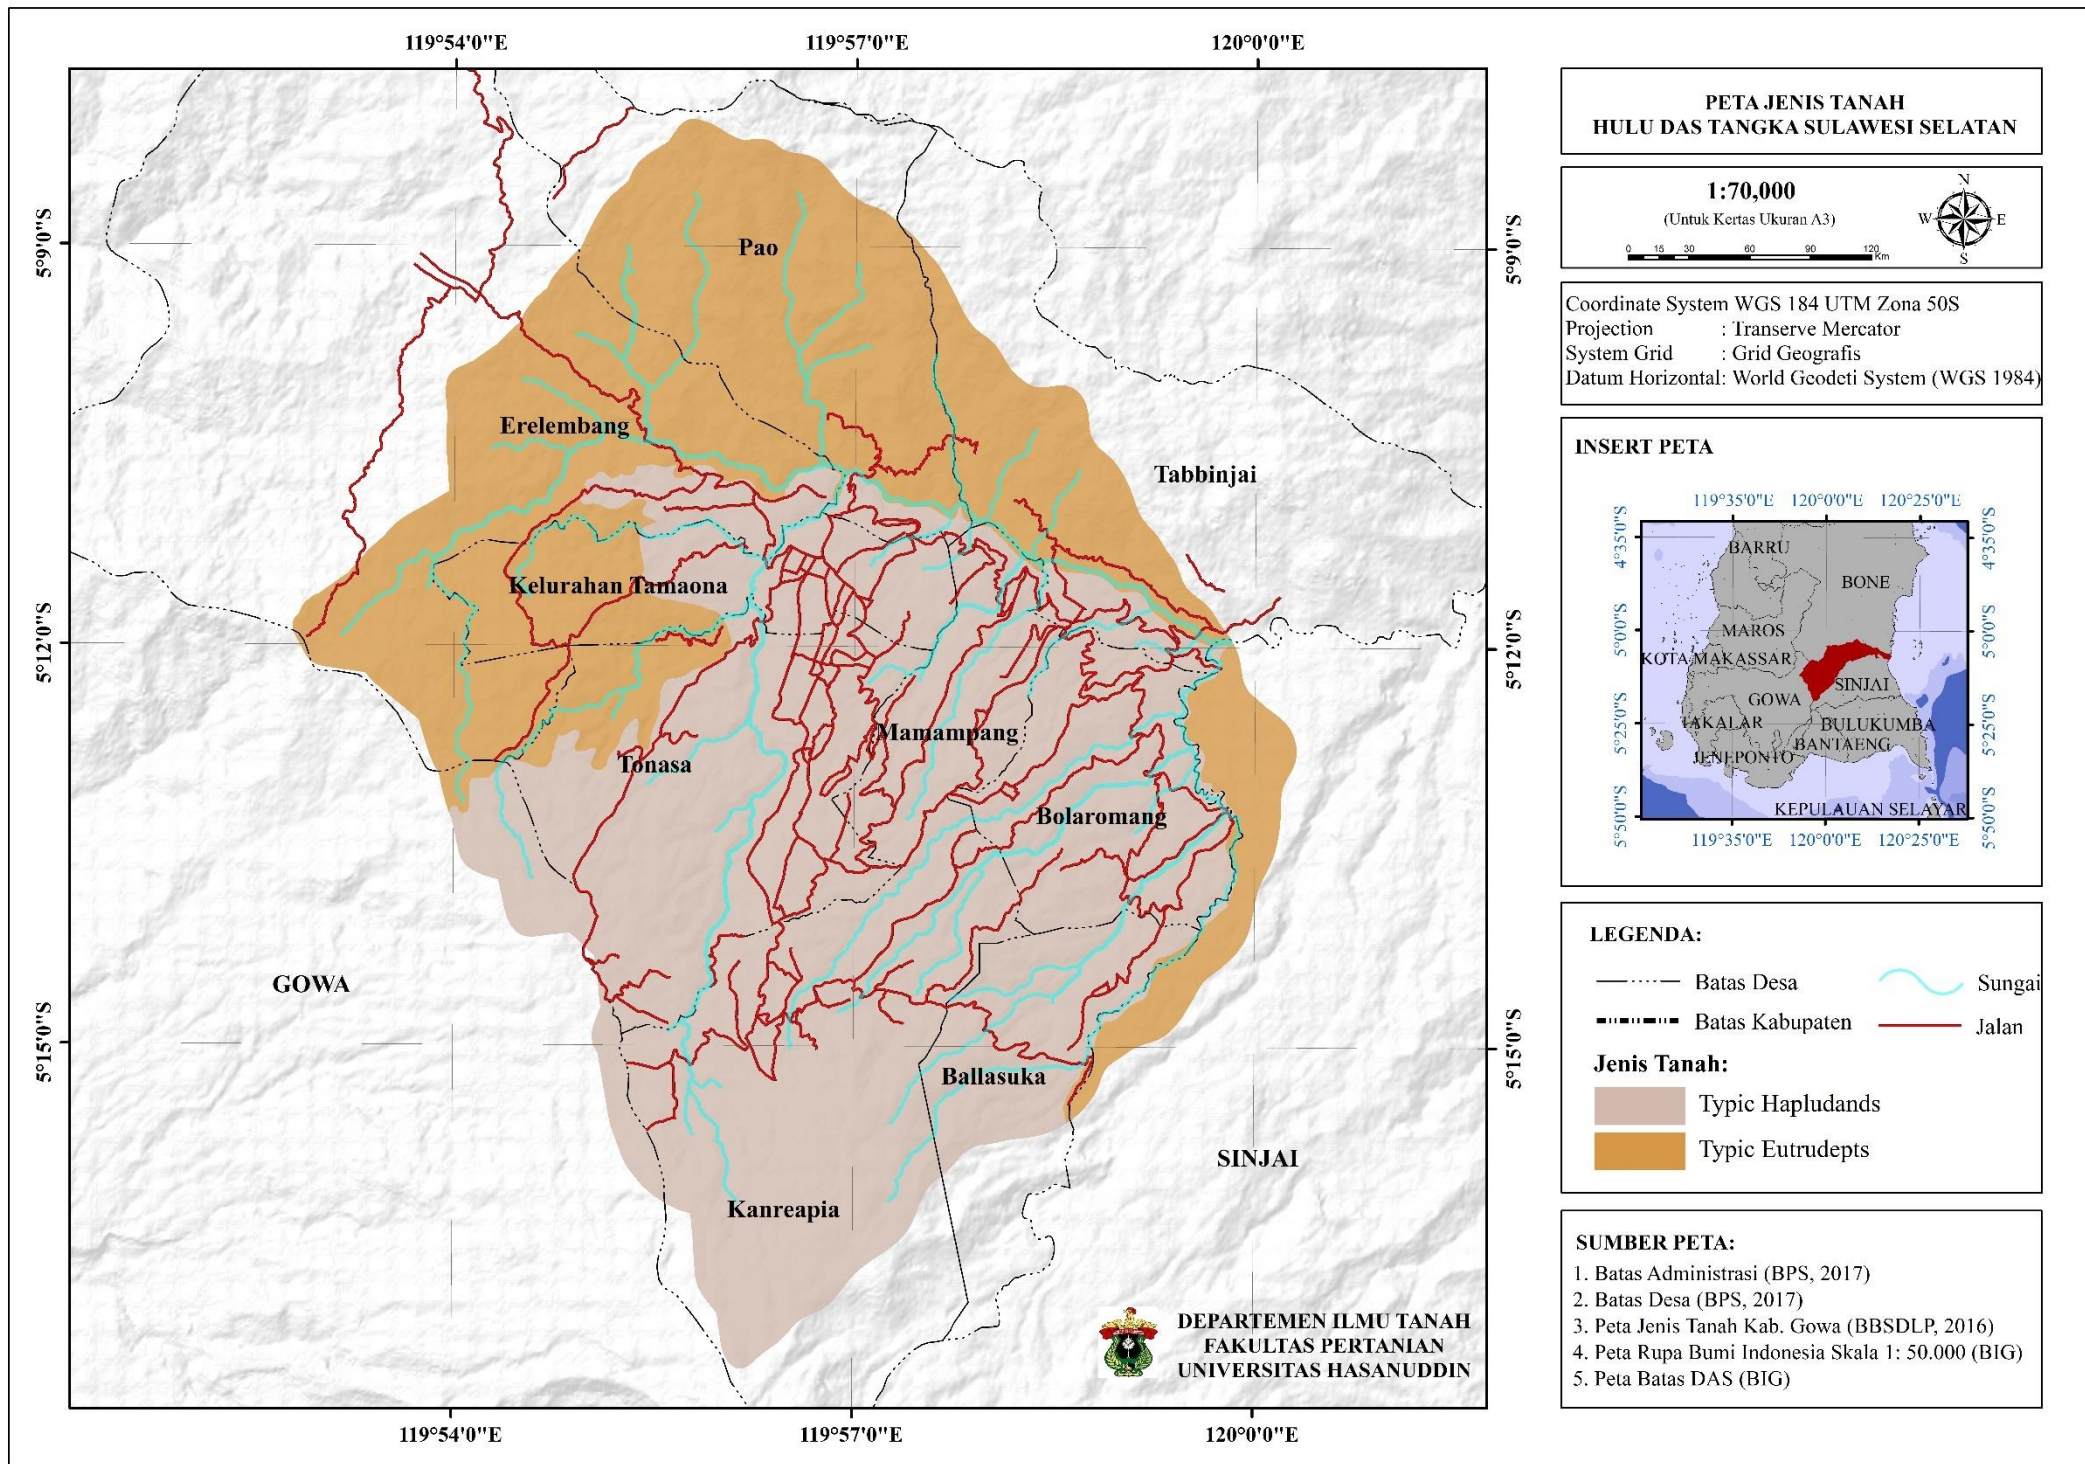 119°54'0"E
119°57'0"E
120°0'0"E
5°9'0"S
5°12'0"S
5°15'0"S
Pao
Erelembang
Tabbinjai
Kelurahan Tamaona
Mamampang
Tonasa
Bolaromang
GOWA
Ballasuka
SINJAI
Kanreapia
5°9'0"S
5°12'0"S
5°15'0"S
DEPARTEMEN ILMU TANAH
FAKULTAS PERTANIAN
UNIVERSITAS HASANUDDIN
119°54'0"E
119°57'0"E
120°0'0"E
PETA JENIS TANAH
HULU DAS TANGKA SULAWESI SELATAN
1:70,000
(Untuk Kertas Ukuran A3)
0 15 30 60 90 120
Km
N
W E
S
Coordinate System WGS 184 UTM Zona 50S
Projection : Transerve Mercator
System Grid : Grid Geografis
Datum Horizontal: World Geodeti System (WGS 1984)
INSERT PETA
119°35'0"E 120°0'0"E 120°25'0"E
4°35'0"S
5°0'0"S
5°25'0"S
5°50'0"S
BARRU
BONE
MAROS
KOTA MAKASSAR
SINJAI
GOWA
TAKALAR
BULUKUMBA
BANTAENG
JENEPONTO
KEPULAUAN SELAYAR
4°35'0"S
5°0'0"S
5°25'0"S
5°50'0"S
119°35'0"E 120°0'0"E 120°25'0"E
LEGENDA:
Batas Desa
Sungai
Batas Kabupaten
Jalan
Jenis Tanah:
Typic Hapludands
Typic Eutrudepts
SUMBER PETA:
1. Batas Administrasi (BPS, 2017)
2. Batas Desa (BPS, 2017)
3. Peta Jenis Tanah Kab. Gowa (BBSDLP, 2016)
4. Peta Rupa Bumi Indonesia Skala 1: 50.000 (BIG)
5. Peta Batas DAS (BIG)